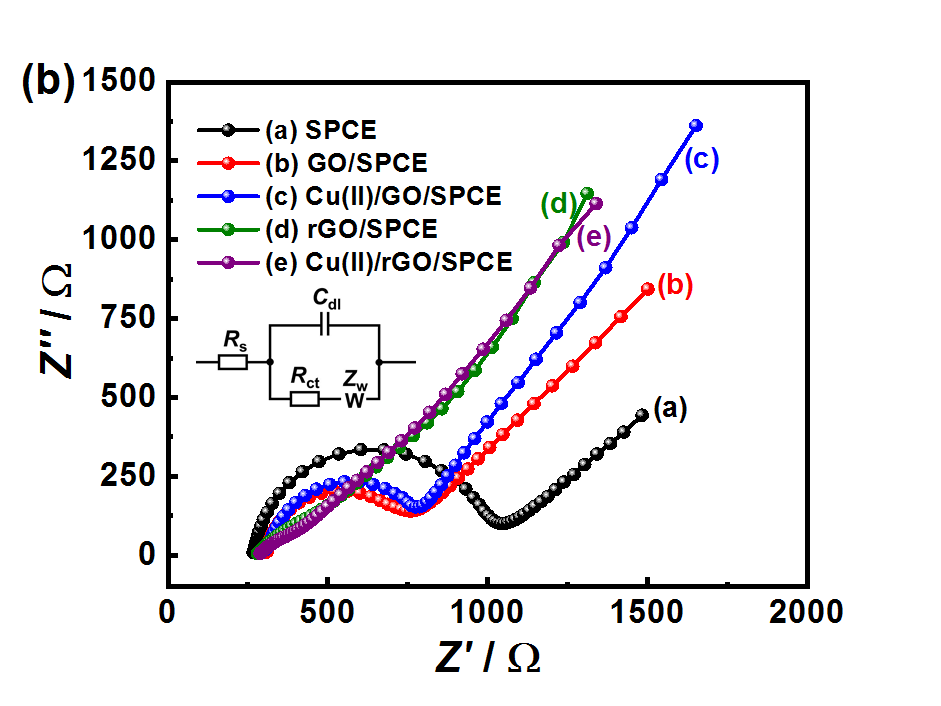 (b)
1500
1250
1000
750
500
250
0
Z'' / Ω
(a) SPCE
(b) GO/SPCE
(c) Cu(II)/GO/SPCE
(d) rGO/SPCE
(e) Cu(II)/rGO/SPCE
Cdl
Rs
Rct
Zw
W
(c)
(d)
(e)
(b)
(a)
0 500 1000 1500 2000
Z' / Ω